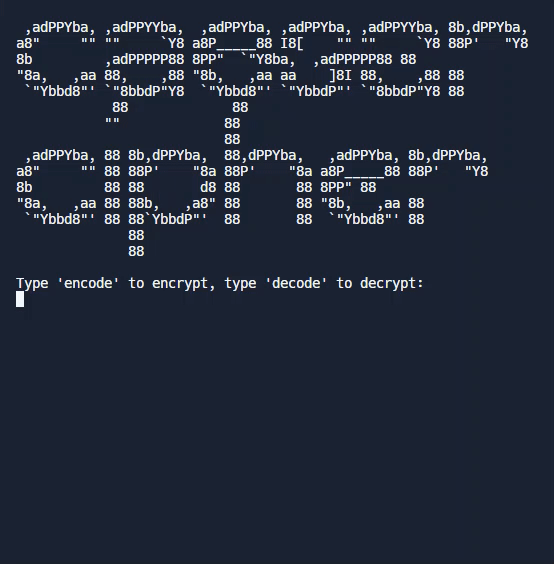 ,adPPYba, ,adPPYYba,  ,adPPYba, ,adPPYba, ,adPPYYba, 8b,dPPYba,
a8"     "" ""     `Y8 a8P_____88 I8[    "" ""     `Y8 88P'   "Y8
8b         ,adPPPPP88 8PP"  `"Y8ba,  ,adPPPPP88 88
"8a,   ,aa 88,    ,88 "8b,   ,aa aa    ]8I 88,    ,88 88
 `"Ybbd8"' `"8bbdP"Y8  `"Ybbd8"' `"YbbdP"' `"8bbdP"Y8 88
            88             88
           ""             88
                          88
 ,adPPYba, 88 8b,dPPYba,  88,dPPYba,   ,adPPYba, 8b,dPPYba,
a8"     "" 88 88P'    "8a 88P'    "8a a8P_____88 88P'   "Y8
8b         88 88       d8 88       88 8PP" 88
"8a,   ,aa 88 88b,   ,a8" 88       88 "8b,   ,aa 88
 `"Ybbd8"' 88 88`YbbdP"'  88       88  `"Ybbd8"' 88
              88
              88
Type 'encode' to encrypt, type 'decode' to decrypt: